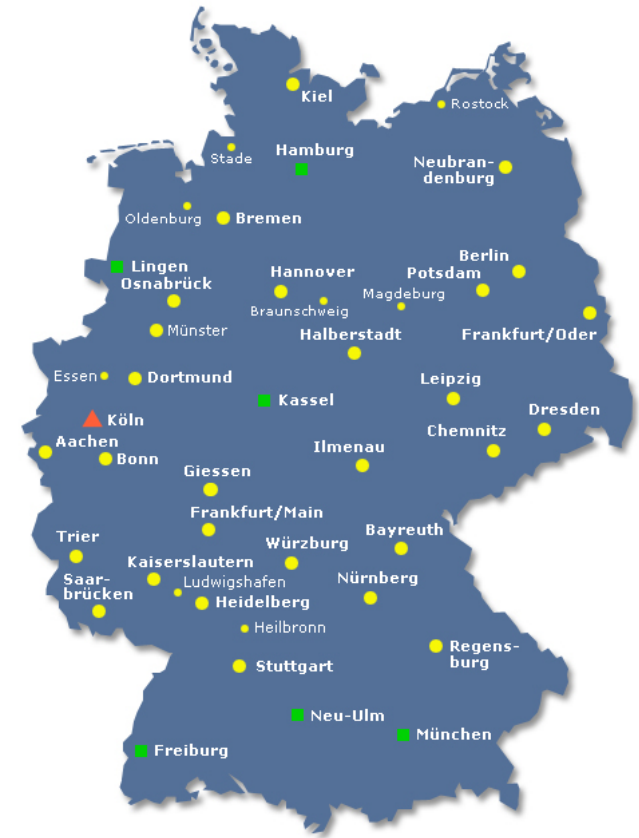 Kiel
Rostock
Stade
Hamburg
Neubran-
denburg
Oldenburg
Bremen
Lingen
Osnabrück
Hannover
Berlin
Potsdam
Braunschweig
Magdeburg
Münster
Halberstadt
Frankfurt/Oder
Essen
Dortmund
Leipzig
Kassel
Köln
Dresden
Aachen
Bonn
Ilmenau
Chemnitz
Giessen
Frankfurt/Main
Trier
Würzburg
Bayreuth
Kaiserslautern
Saar-
brücken
Ludwigshafen
Nürnberg
Heidelberg
Heilbronn
Regens-
burg
Stuttgart
Neu-Ulm
München
Freiburg